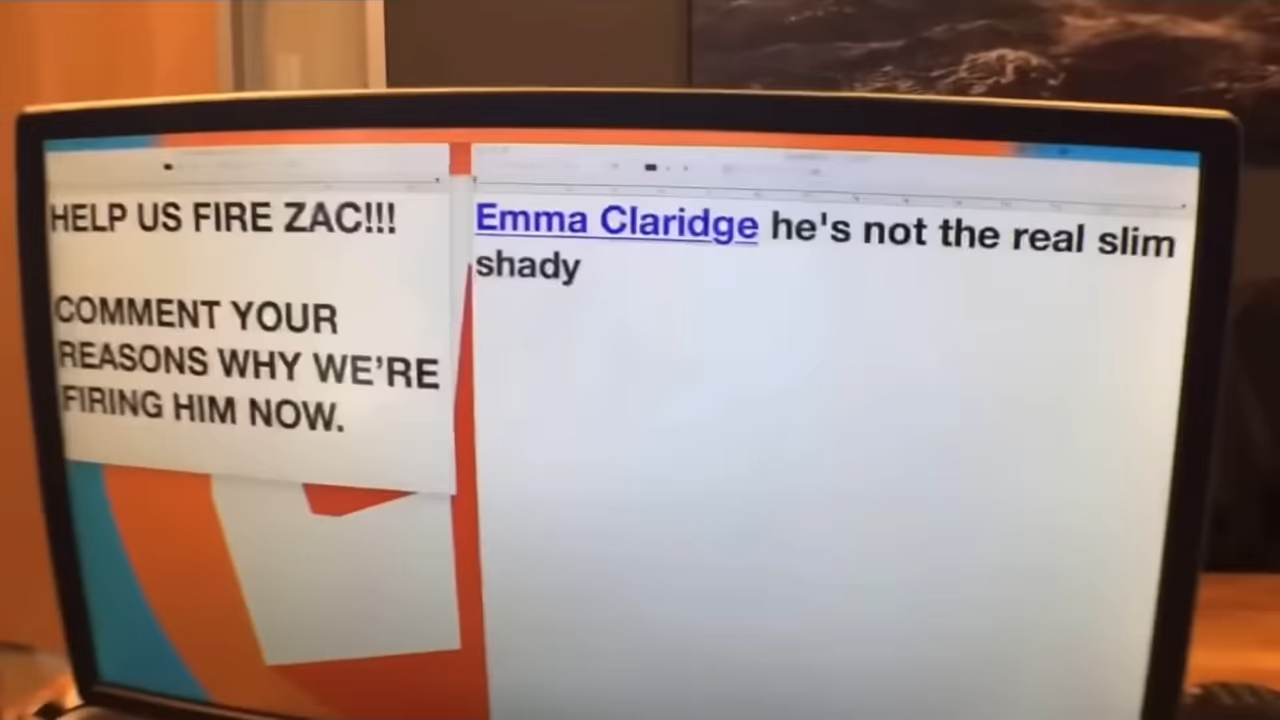 HELP US FIRE ZAC!!!
COMMENT YOUR
REASONS WHY WE'RE
FIRING HIM NOW.
Emma Claridge he's not the real slim
shady